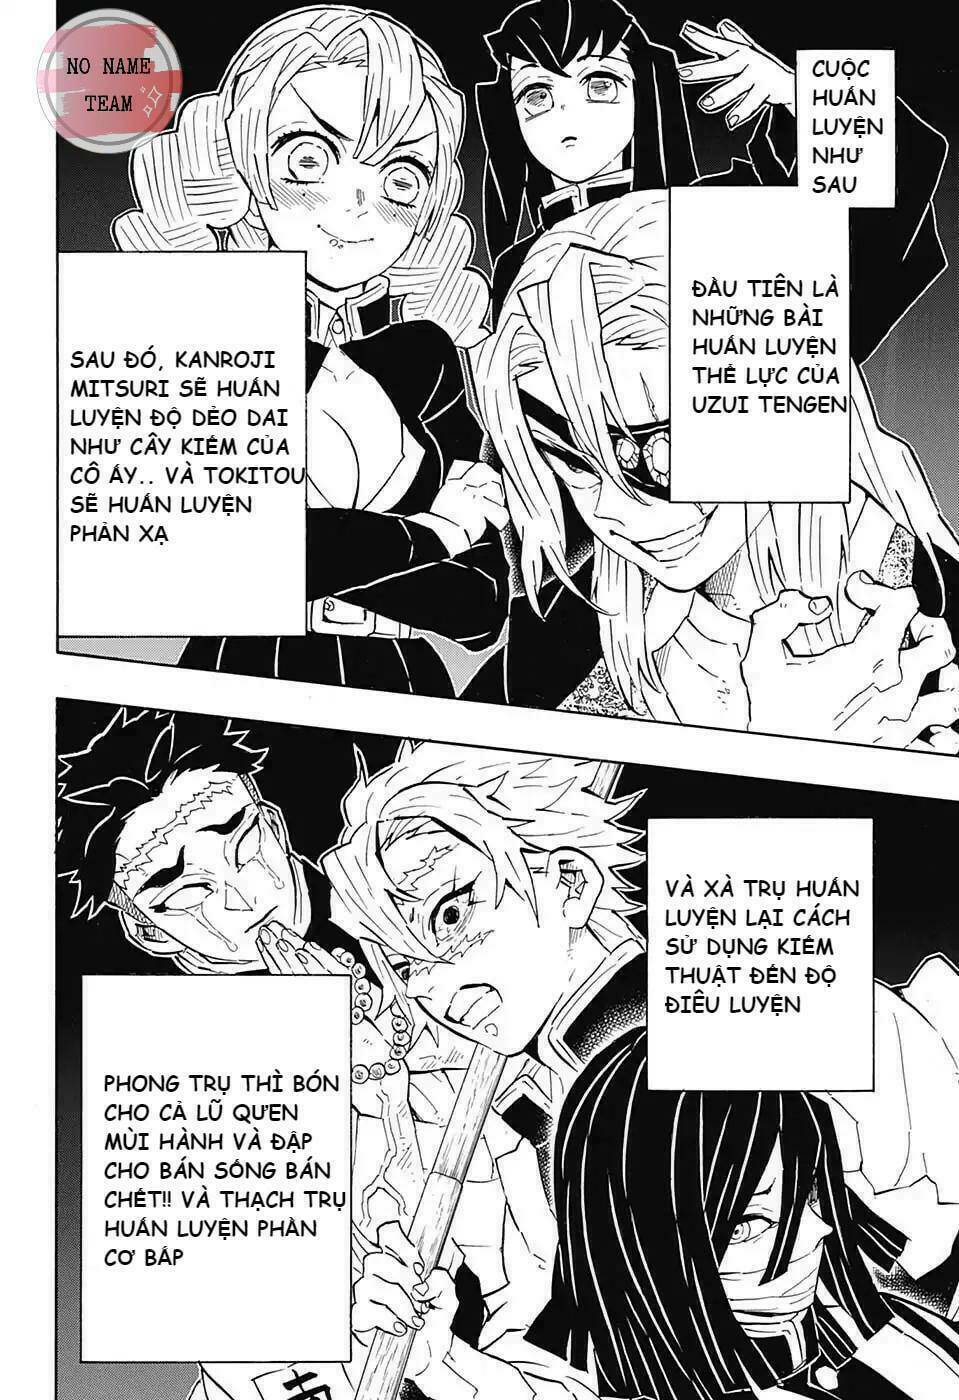 NO NAME
TEAM
CUỘC
HUẤN
LUYỆN
NHƯ
SAU
ĐẦU TIÊN LÀ
NHỮNG BÀI
HUẤN LUYỆN
THỂ LỰC CỦA
UZUI TENGEN
SAU ĐÓ, KANROJI
MITSURI SẼ HUẤN
LUYỆN ĐỘ DẺO DAI
NHƯ CÂY KIẾM CỦA
CÔ ẤY.. VÀ TOKITOU
SẼ HUẤN LUYỆN
PHẢN XẠ
VÀ XÀ TRỤ HUẤN
LUYỆN LẠI CÁCH
SỬ DỤNG KIẾM
THUẬT ĐẾN ĐỘ
ĐIÊU LUYỆN
PHONG TRỤ THÌ BÓN
CHO CẢ LŨ QƯEN
MÙI HÀNH VÀ ĐẬP
CHO BÁN SỐNG BÁN
CHẾT!! VÀ THẠCH TRỤ
HUẤN LUYỆN PHẦN
CƠ BẮP
南